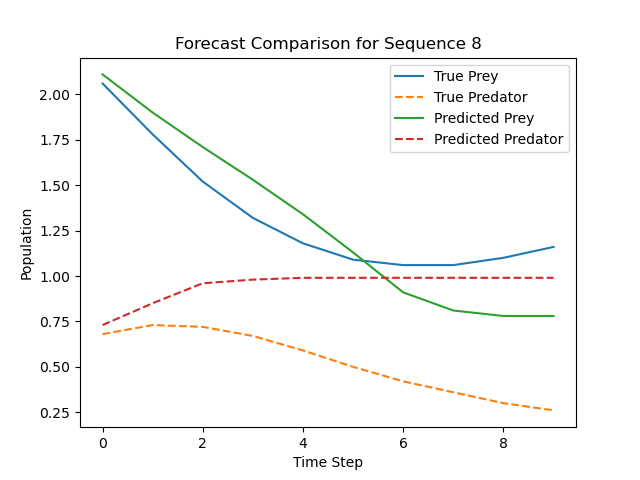 Forecast Comparison for Sequence 8
True Prey
True Predator
Predicted Prey
Predicted Predator
Population
2.00
1.75
1.50
1.25
1.00
0.75
0.50
0.25
0 2 4 6 8
Time Step